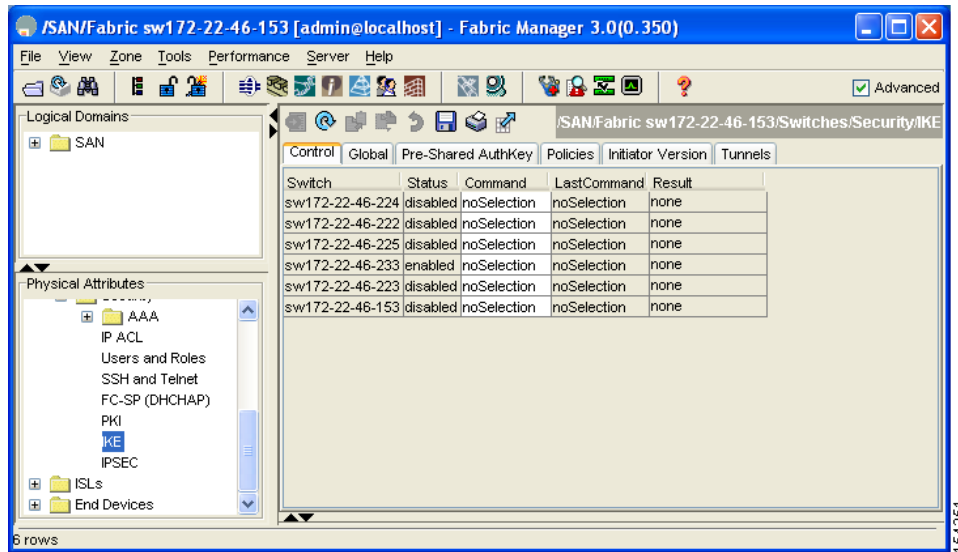 /SAN/Fabric sw172-22-46-153 [admin@localhost] - Fabric Manager 3.0(0.350)
File View Zone Tools Performance Server Help
Advanced
Logical Domains
SAN
/SAN/Fabric sw172-22-46-153/Switches/Security/IKE
Control Global Pre-Shared AuthKey Policies Initiator Version Tunnels
Switch Status Command LastCommand Result
sw172-22-46-224 disabled noSelection noSelection none
sw172-22-46-222 disabled noSelection noSelection none
sw172-22-46-225 disabled noSelection noSelection none
sw172-22-46-233 enabled noSelection noSelection none
sw172-22-46-223 disabled noSelection noSelection none
sw172-22-46-153 disabled noSelection noSelection none
Physical Attributes
AAA
IP ACL
Users and Roles
SSH and Telnet
FC-SP (DHCHAP)
PKI
IKE
IPSEC
ISLs
End Devices
6 rows